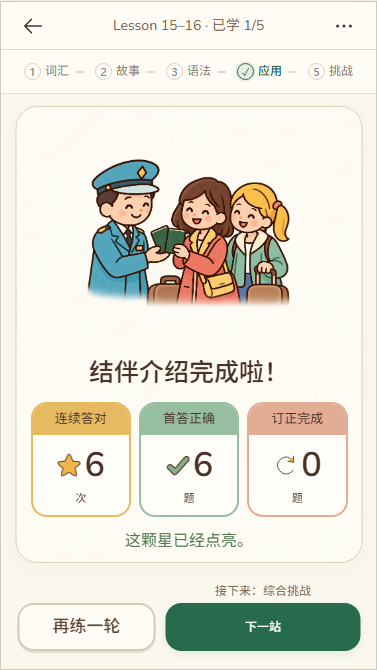 Lesson 15–16 · 已学 1/5
1 词汇 2 故事 3 语法 应用 5 挑战
结伴介绍完成啦！
连续答对 首答正确 订正完成
6 6 0
次 题 题
这颗星已经点亮。
接下来：综合挑战
再练一轮 下一站